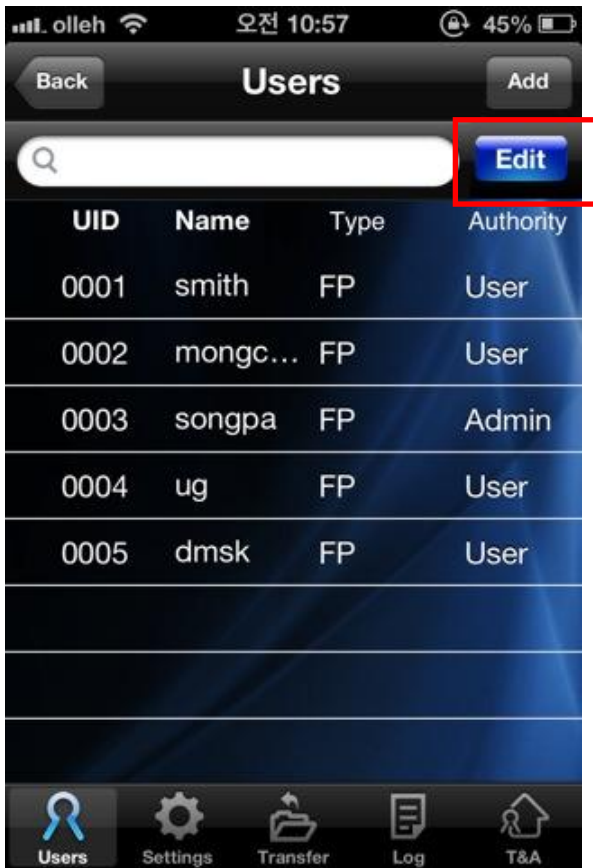 olleh 오전 10:57 45%
Back Users Add
Edit
UID Name Type Authority
0001 smith FP User
0002 mongc... FP User
0003 songpa FP Admin
0004 ug FP User
0005 dmsk FP User
Users Settings Transfer Log T&A